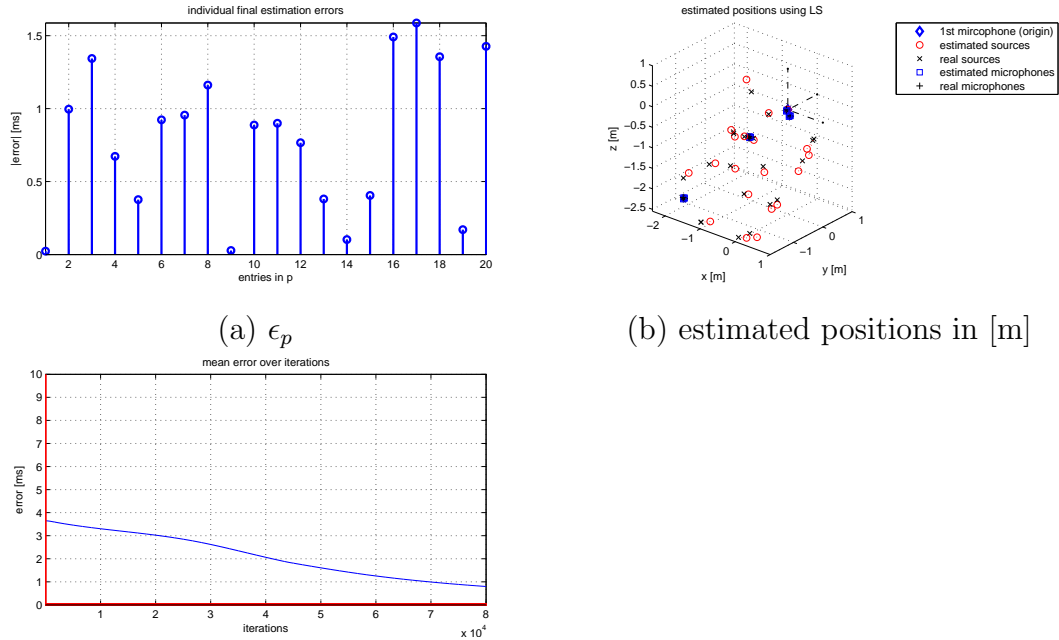 individual final estimation errors
1.5
1
0.5
0
|error| [ms]
2 4 6 8 10 12 14 16 18 20
entries in p
(a) ϵp
estimated positions using LS
1st mircophone (origin)
estimated sources
real sources
estimated microphones
real microphones
1
0.5
0
−0.5
−1
−1.5
−2
−2.5
z [m]
−2 −1 0 1
x [m]
−1 0 1
y [m]
(b) estimated positions in [m]
mean error over iterations
10
9
8
7
6
5
4
3
2
1
0
error [ms]
1 2 3 4 5 6 7 8
x 10^4
iterations